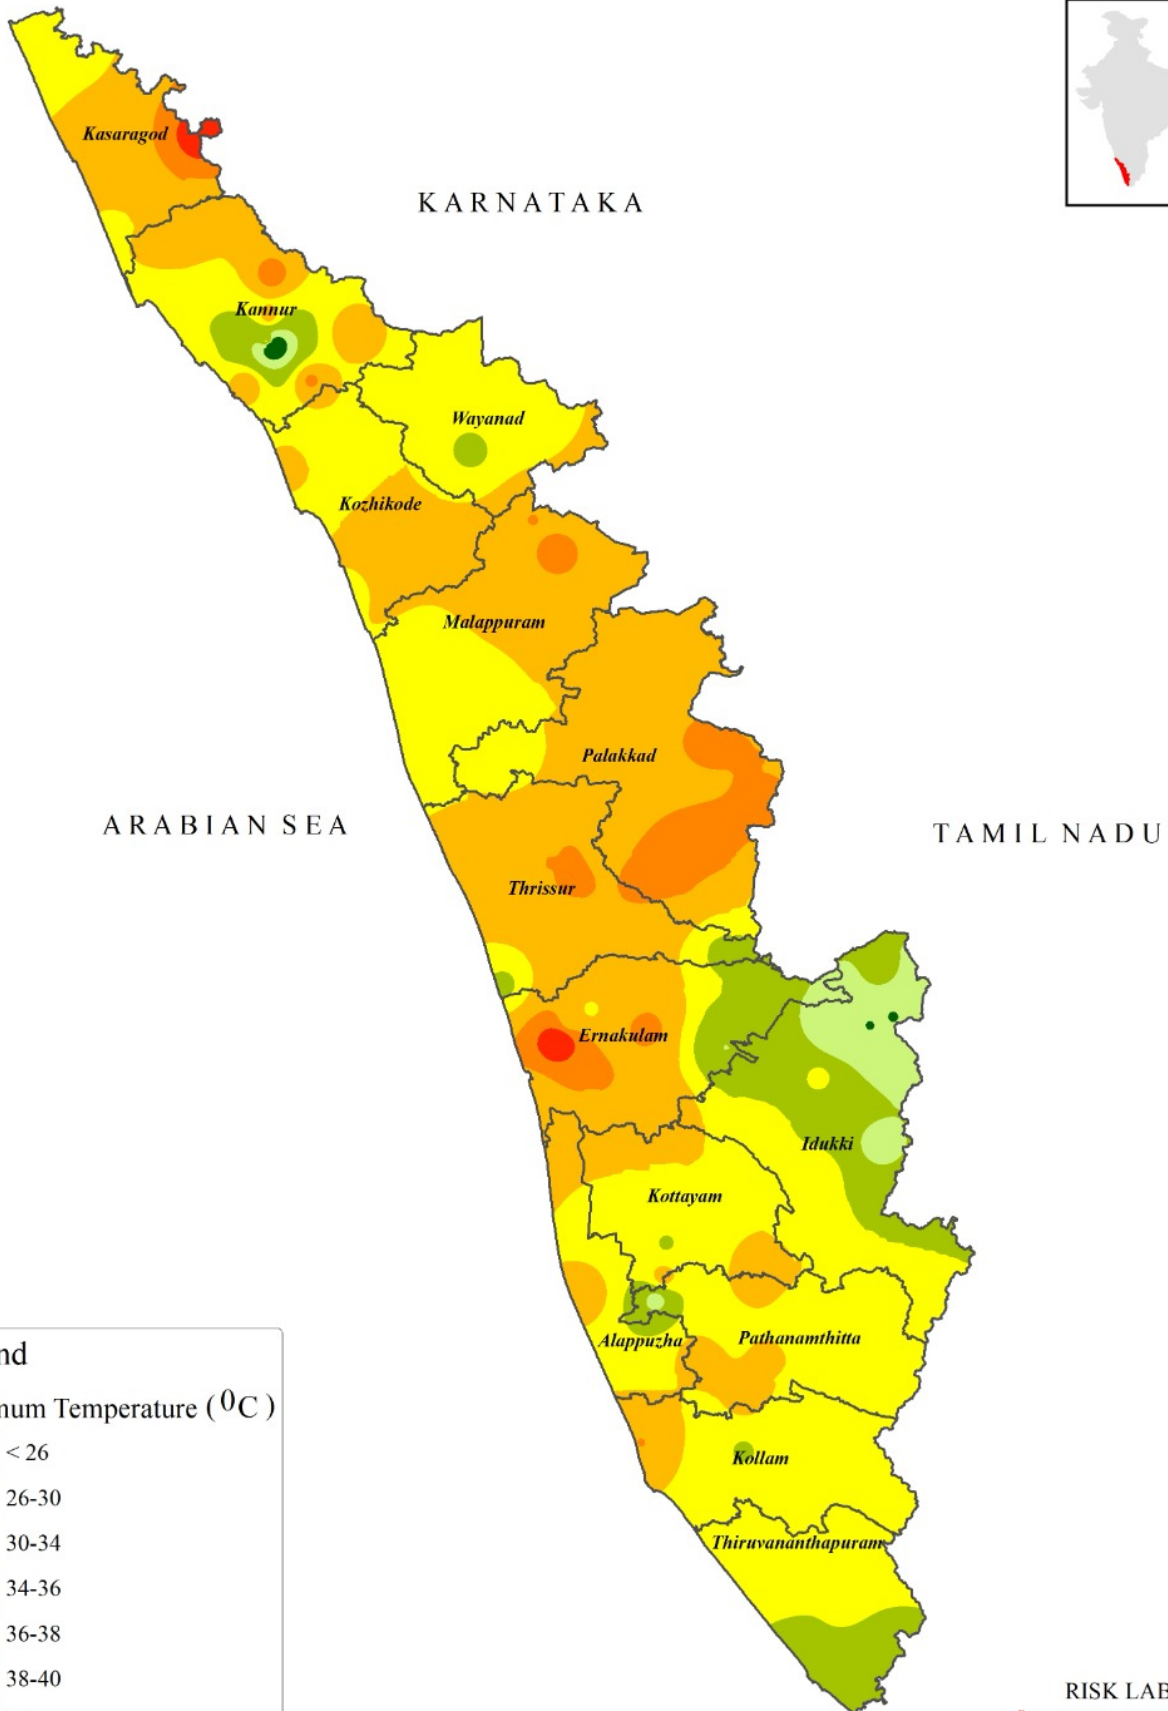 Kasaragod
KARNATAKA
Kannur
Wayanad
Kozhikode
Malappuram
Palakkad
ARABIAN SEA
TAMIL NADU
Thrissur
Ernakulam
Idukki
Kottayam
Alappuzha
Pathanamthitta
Kollam
Thiruvananthapuram
nd
num Temperature (⁰C)
< 26
26-30
30-34
34-36
36-38
38-40
RISK LAB